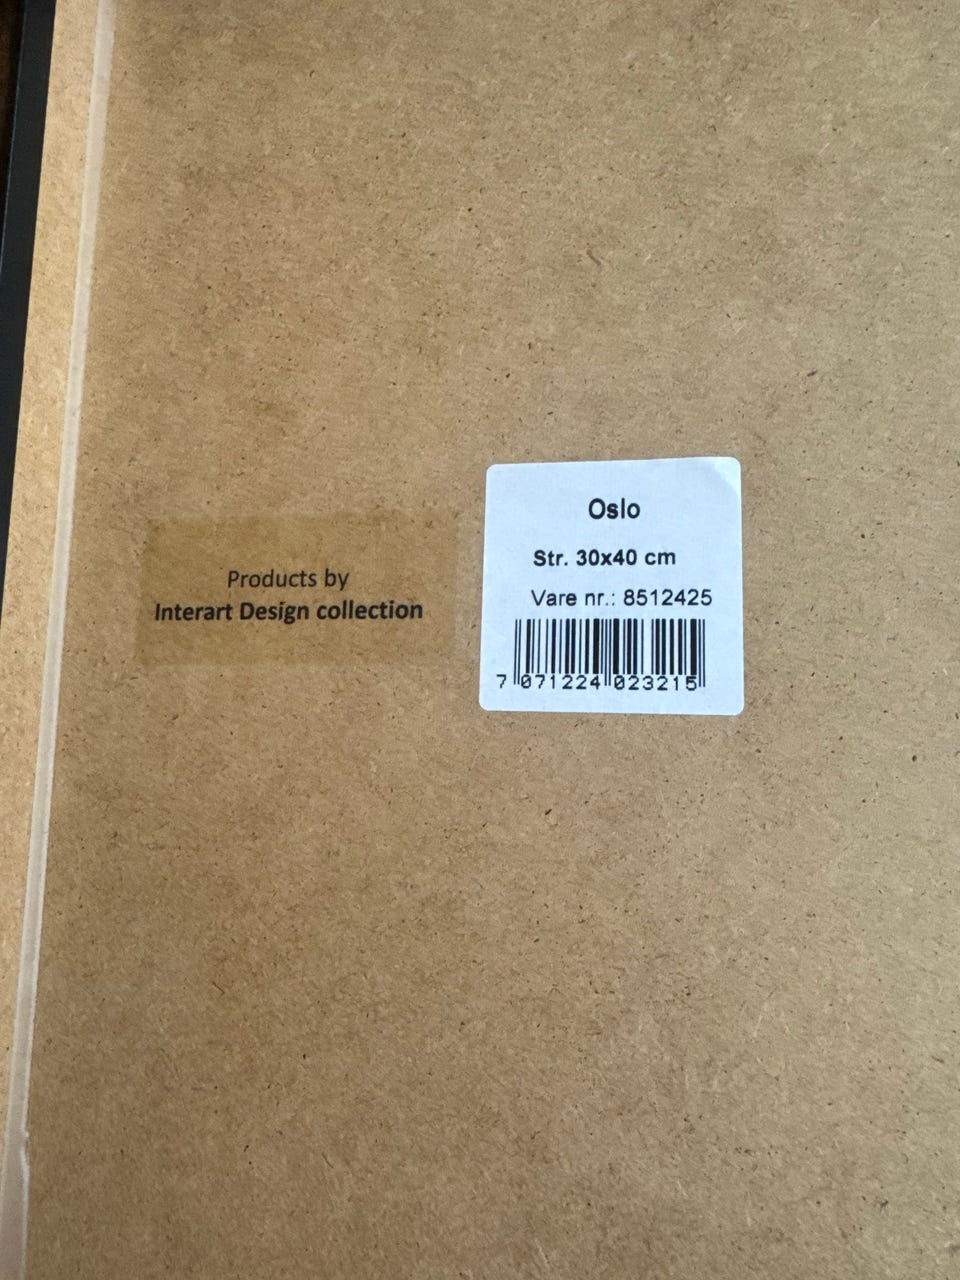 Products by
Interart Design collection
Oslo
Str. 30x40 cm
Vare nr.: 8512425
7 071224 023215